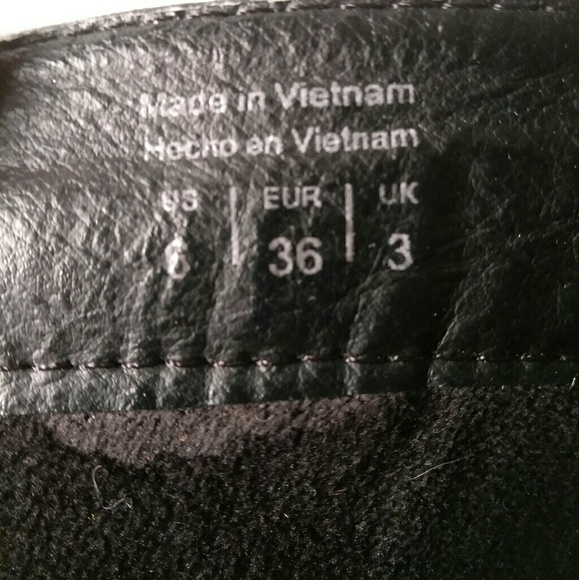 Made in Vietnam
Hecho en Vietnam
US | EUR | UK
6 | 36 | 3